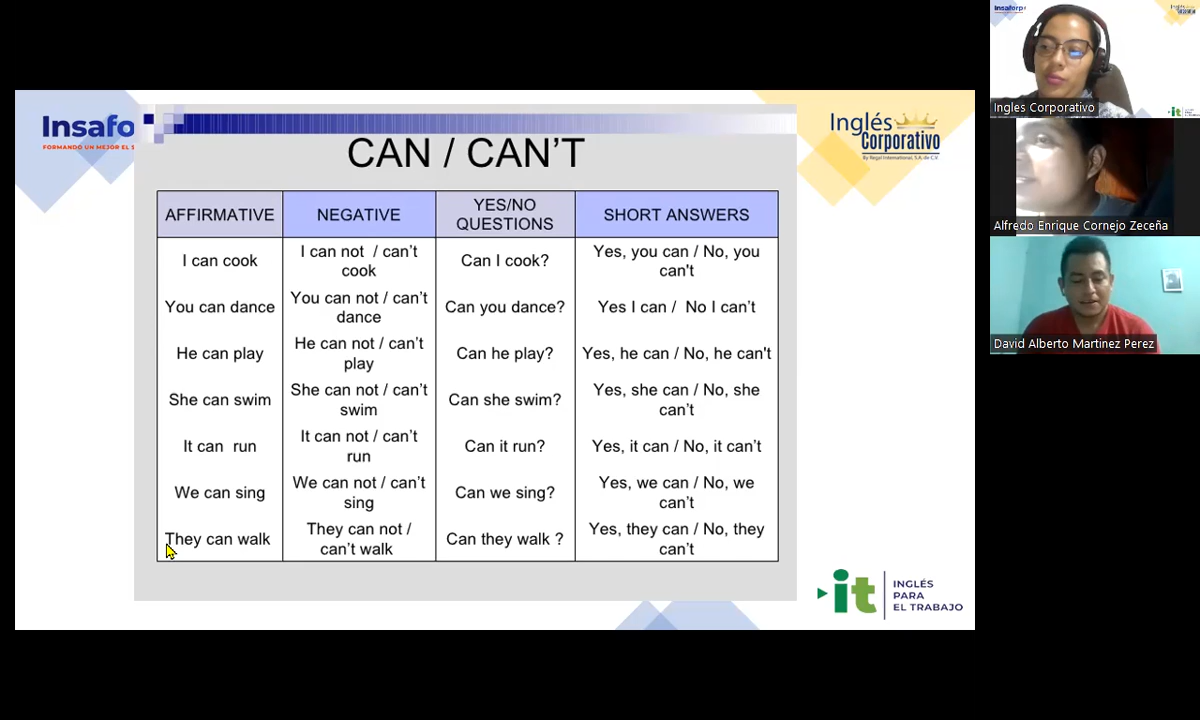 Insafo
FORMANDO UN MEJOR EL S
Inglés
Corporativo
By Regal International, S.A. de C.V.
CAN / CAN'T
AFFIRMATIVE
NEGATIVE
YES/NO
QUESTIONS
SHORT ANSWERS
I can cook
I can not / can't
cook
Can I cook?
Yes, you can / No, you
can't
You can dance
You can not / can't
dance
Can you dance?
Yes I can / No I can't
He can play
He can not / can't
play
Can he play?
Yes, he can / No, he can't
She can swim
She can not / can't
swim
Can she swim?
Yes, she can / No, she
can't
It can run
It can not / can't
run
Can it run?
Yes, it can / No, it can't
We can sing
We can not / can't
sing
Can we sing?
Yes, we can / No, we
can't
They can walk
They can not /
can't walk
Can they walk ?
Yes, they can / No, they
can't
it
INGLÉS
PARA
EL TRABAJO
Insaforp
Ingles Corporativo
it
Alfredo Enrique Cornejo Zeceña
David Alberto Martinez Perez